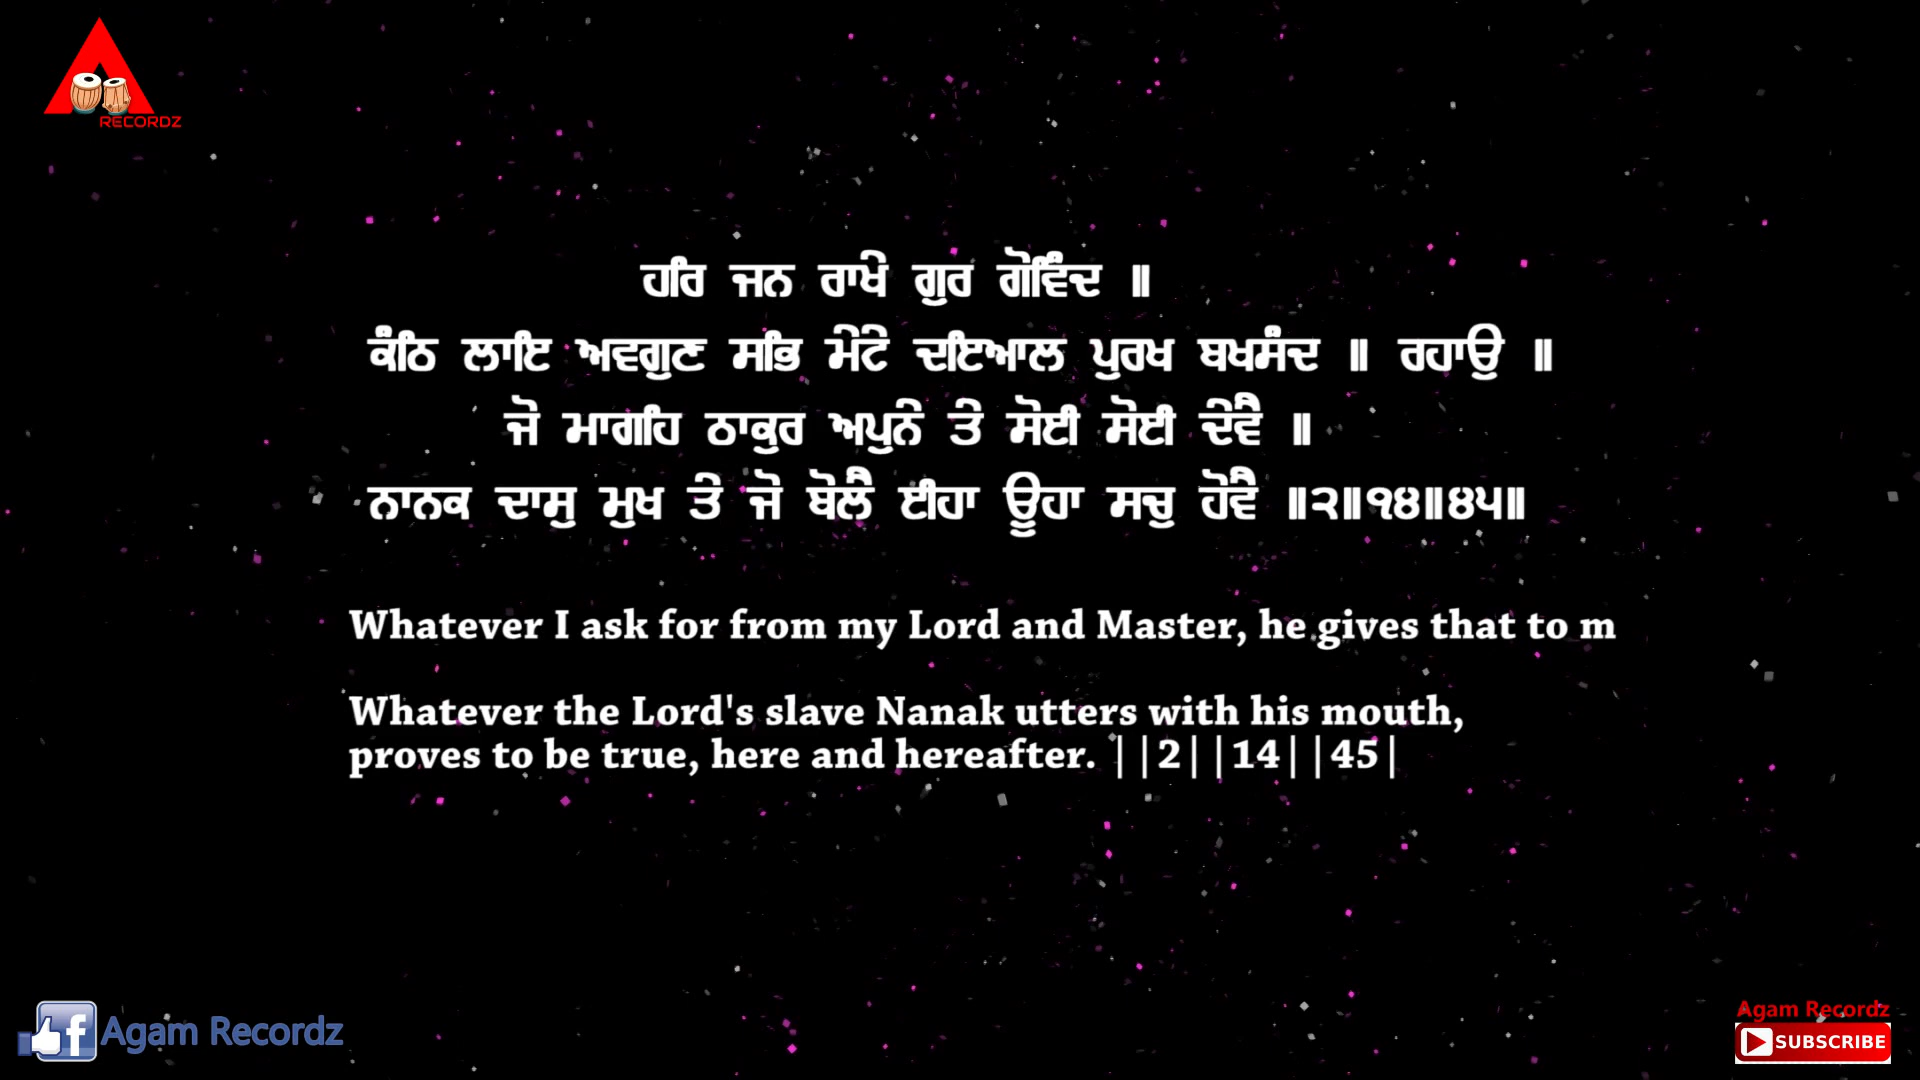 RECORDZ
ਹਰਿ ਜਨ ਰਾਖੇ ਗੁਰ ਗੋਵਿੰਦ ॥
ਕੰਠਿ ਲਾਇ ਅਵਗੁਣ ਸਭਿ ਮੇਟੇ ਦਇਆਲ ਪੁਰਖ ਬਖਸੰਦ ॥ ਰਹਾਉ ॥
ਜੋ ਮਾਗਹਿ ਠਾਕੁਰ ਅਪੁਨੇ ਤੇ ਸੋਈ ਸੋਈ ਦੇਵੈ ॥
ਨਾਨਕ ਦਾਸੁ ਮੁਖ ਤੇ ਜੋ ਬੋਲੈ ਈਹਾ ਊਹਾ ਸਚੁ ਹੋਵੈ ॥੨॥੧੪॥੪੫॥
Whatever I ask for from my Lord and Master, he gives that to m
Whatever the Lord's slave Nanak utters with his mouth,
proves to be true, here and hereafter. ||2||14||45|
Agam Recordz
Agam Recordz
SUBSCRIBE